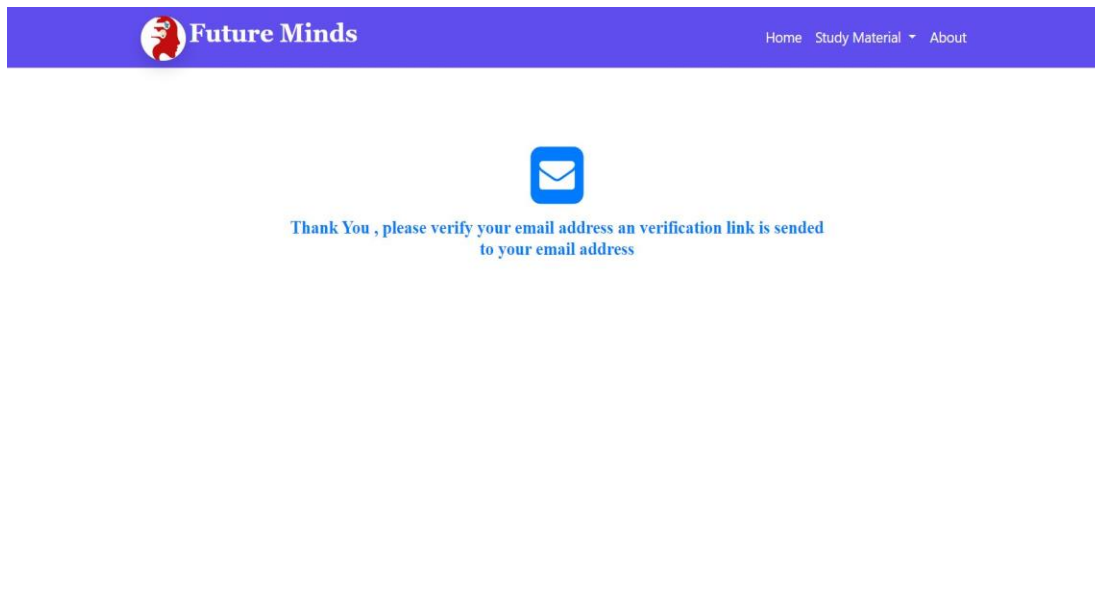 Future Minds
Home Study Material About
Thank You , please verify your email address an verification link is sended
to your email address